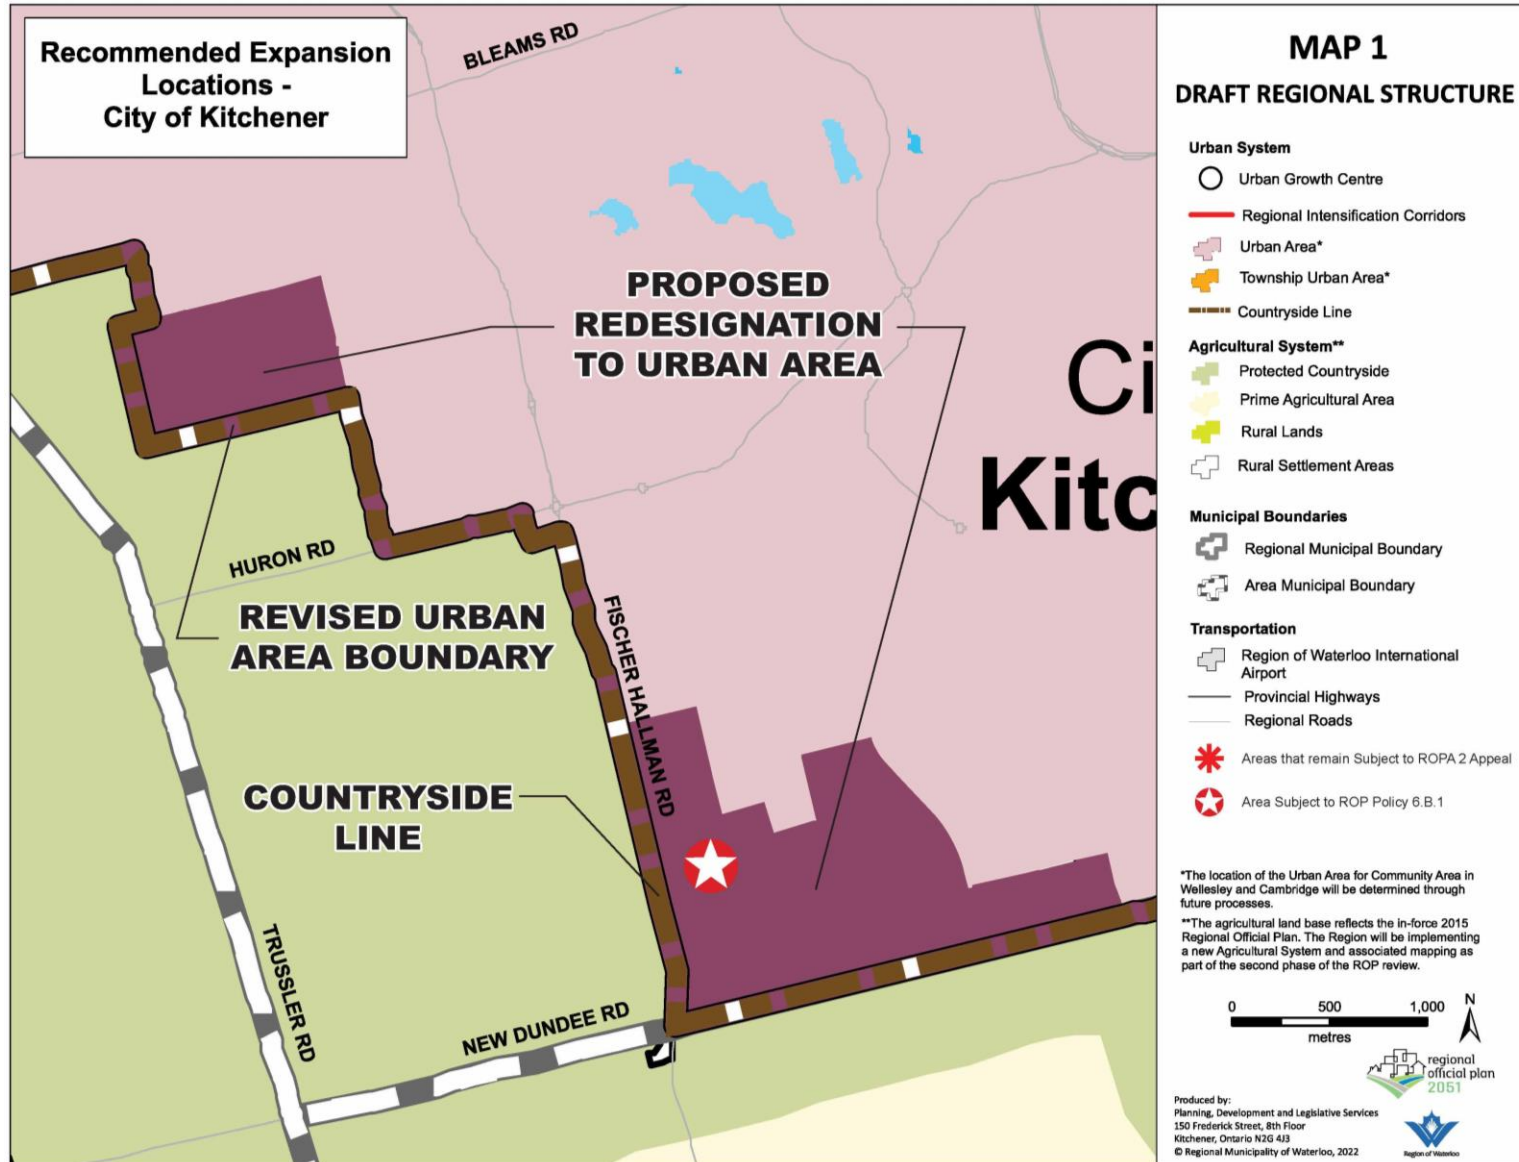 Recommended Expansion
Locations -
City of Kitchener
BLEAMS RD
PROPOSED
REDESIGNATION
TO URBAN AREA
Ci
Kitc
HURON RD
REVISED URBAN
AREA BOUNDARY
FISCHER HALLMAN RD
COUNTRYSIDE
LINE
TRUSSLER RD
NEW DUNDEE RD
MAP 1
DRAFT REGIONAL STRUCTURE
Urban System
Urban Growth Centre
Regional Intensification Corridors
Urban Area*
Township Urban Area*
Countryside Line
Agricultural System**
Protected Countryside
Prime Agricultural Area
Rural Lands
Rural Settlement Areas
Municipal Boundaries
Regional Municipal Boundary
Area Municipal Boundary
Transportation
Region of Waterloo International
Airport
Provincial Highways
Regional Roads
Areas that remain Subject to ROPA 2 Appeal
Area Subject to ROP Policy 6.B.1
*The location of the Urban Area for Community Area in
Wellesley and Cambridge will be determined through
future processes.
**The agricultural land base reflects the in-force 2015
Regional Official Plan. The Region will be implementing
a new Agricultural System and associated mapping as
part of the second phase of the ROP review.
0 500 1,000
metres
N
regional
official plan
2051
Produced by:
Planning, Development and Legislative Services
150 Frederick Street, 8th Floor
Kitchener, Ontario N2G 4J3
© Regional Municipality of Waterloo, 2022
Region of Waterloo